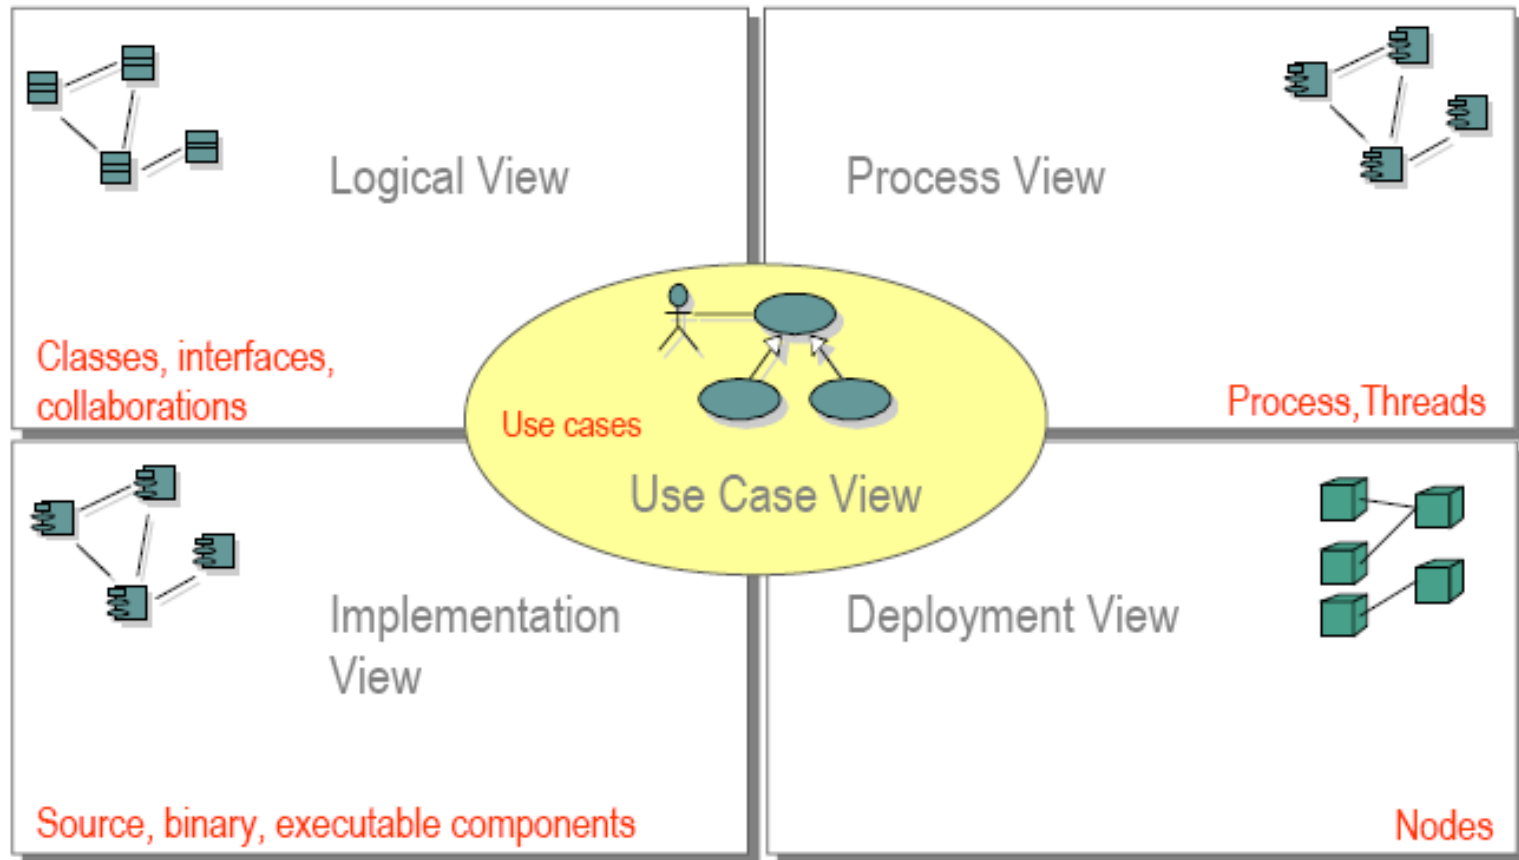 Logical View
Classes, interfaces,
collaborations
Process View
Process,Threads
Use cases
Use Case View
Implementation
View
Source, binary, executable components
Deployment View
Nodes